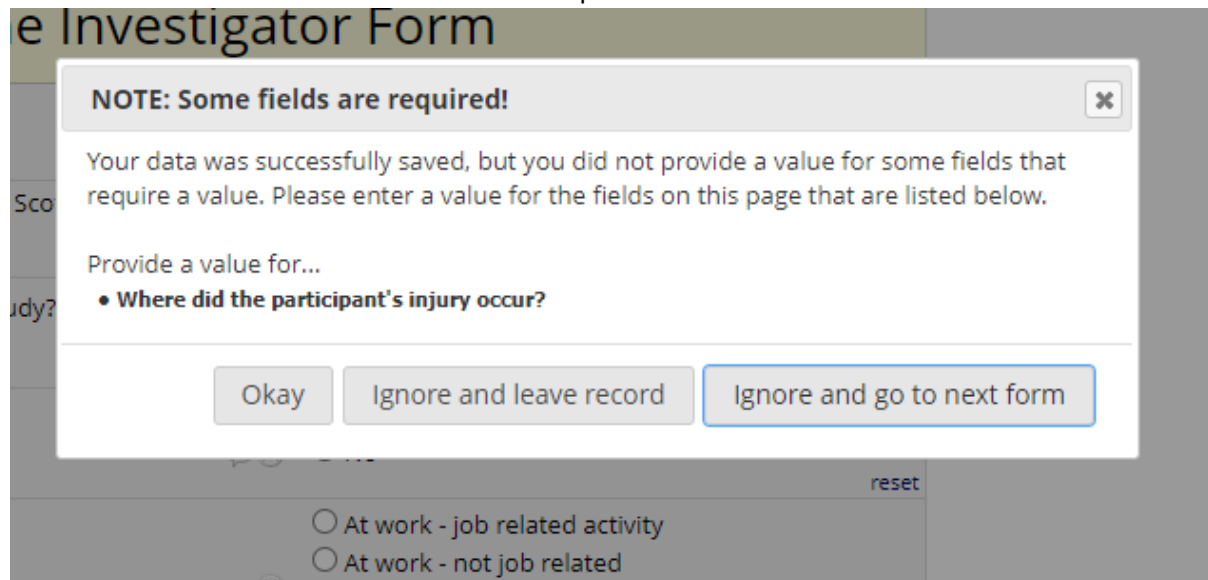 e Investigator Form
NOTE: Some fields are required!
Your data was successfully saved, but you did not provide a value for some fields that
Sco
require a value. Please enter a value for the fields on this page that are listed below.
Provide a value for...
udy?
• Where did the participant's injury occur?
Okay
Ignore and leave record
Ignore and go to next form
reset
At work - job related activity
At work - not job related